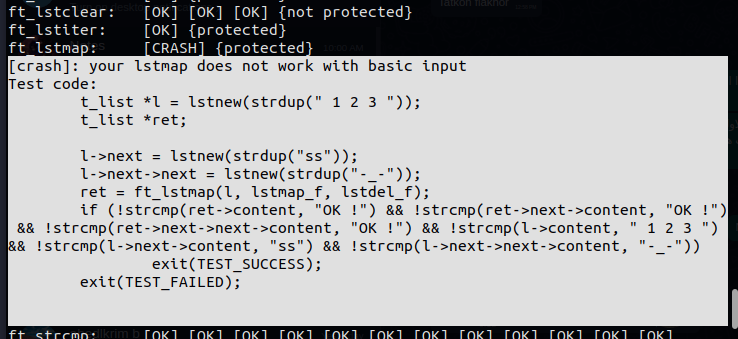 ft_lstclear:   [OK] [OK] [OK] {not protected}
ft_lstiter:    [OK] {protected}
ft_lstmap:     [CRASH] {protected}
[crash]: your lstmap does not work with basic input
Test code:
        t_list *l = lstnew(strdup(" 1 2 3 "));
        t_list *ret;

        l->next = lstnew(strdup("ss"));
        l->next->next = lstnew(strdup("-_-"));
        ret = ft_lstmap(l, lstmap_f, lstdel_f);
        if (!strcmp(ret->content, "OK !") && !strcmp(ret->next->content, "OK !")
 && !strcmp(ret->next->next->content, "OK !") && !strcmp(l->content, " 1 2 3 ")
&& !strcmp(l->next->content, "ss") && !strcmp(l->next->next->content, "-_-"))
                exit(TEST_SUCCESS);
        exit(TEST_FAILED);
ft_strcmp:     [OK] [OK] [OK] [OK] [OK] [OK] [OK] [OK] [OK] [OK]